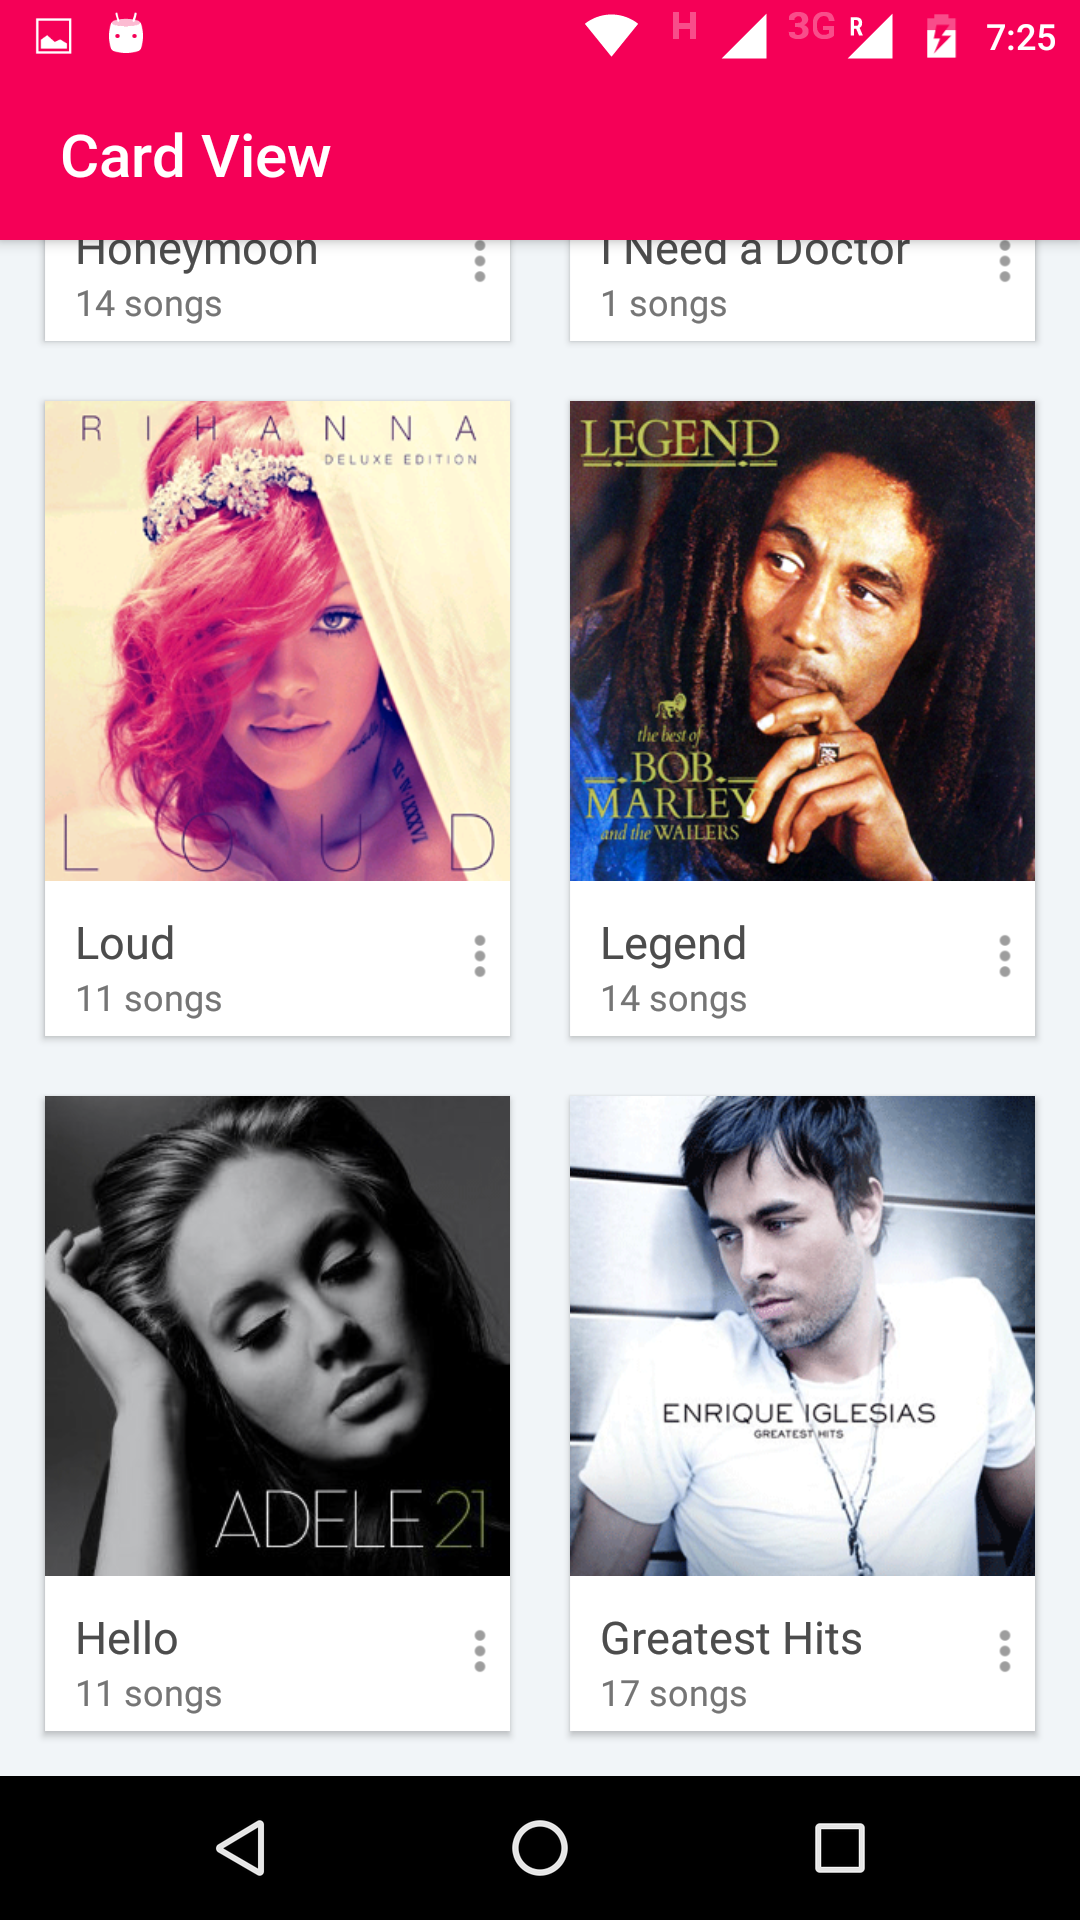 H 3G R 7:25
Card View
Honeymoon
14 songs
I Need a Doctor
1 songs
RIHANNA
DELUXE EDITION
LOUD
Loud
11 songs
LEGEND
the best of
BOB
MARLEY
and the WAILERS
Legend
14 songs
ADELE 21
Hello
11 songs
ENRIQUE IGLESIAS
GREATEST HITS
Greatest Hits
17 songs